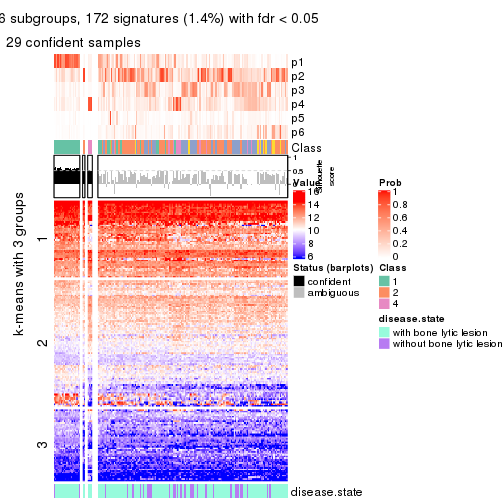 6 subgroups, 172 signatures (1.4%) with fdr < 0.05
29 confident samples
p1
p2
p3
p4
p5
p6
Class
1
0.5
0
Silhouette
score
k-means with 3 groups
1
2
3
Value
16
14
12
10
8
6
Prob
1
0.8
0.6
0.4
0.2
0
Status (barplots)
confident
ambiguous
Class
1
2
4
disease.state
with bone lytic lesion
without bone lytic lesion
disease.state